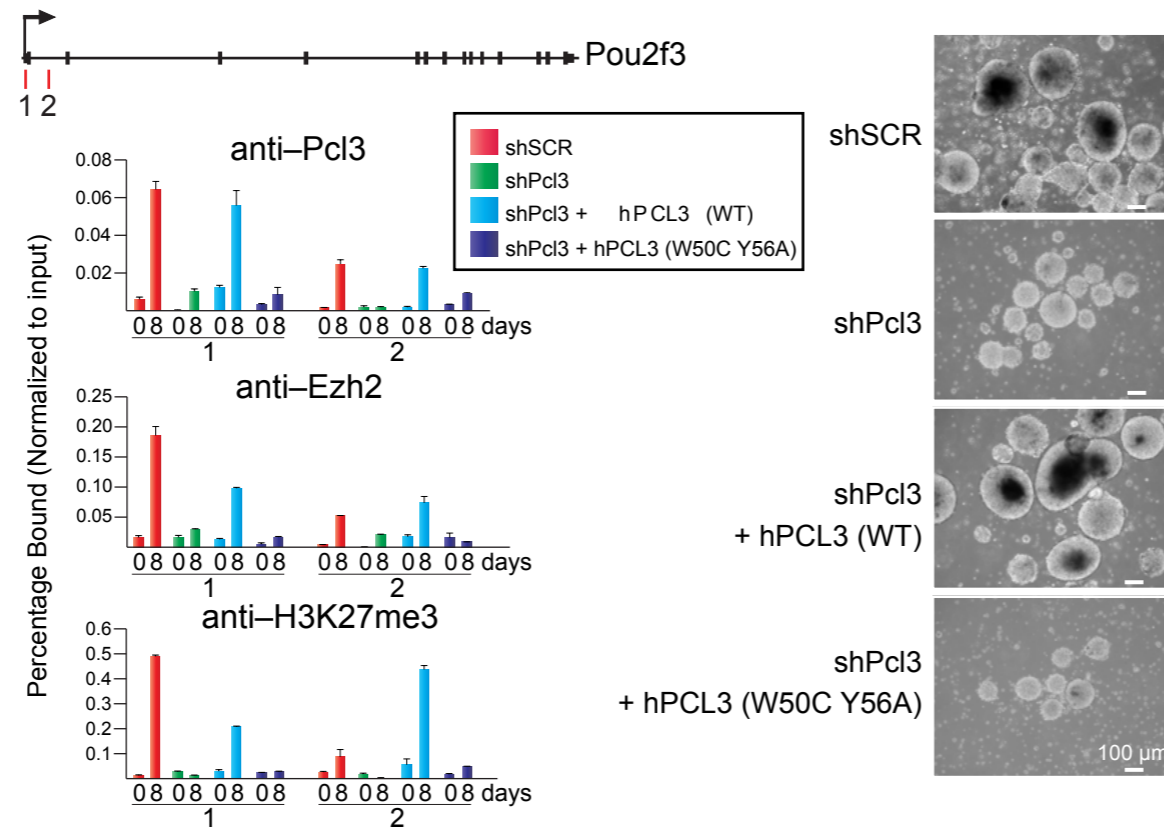 Pou2f3
1 2
shSCR
shPcl3
shPcl3 + hPCL3 (WT)
shPcl3 + hPCL3 (W50C Y56A)
Percentage Bound (Normalized to input)
anti–Pcl3
0.08
0.06
0.04
0.02
0 8 0 8 0 8 0 8 0 8 0 8 0 8 0 8 days
1 2
anti–Ezh2
0.25
0.20
0.15
0.10
0.05
0 8 0 8 0 8 0 8 0 8 0 8 0 8 0 8 days
1 2
anti–H3K27me3
0.6
0.5
0.4
0.3
0.2
0.1
0 8 0 8 0 8 0 8 0 8 0 8 0 8 0 8 days
1 2
shSCR
shPcl3
shPcl3
+ hPCL3 (WT)
shPcl3
+ hPCL3 (W50C Y56A)
100 µm